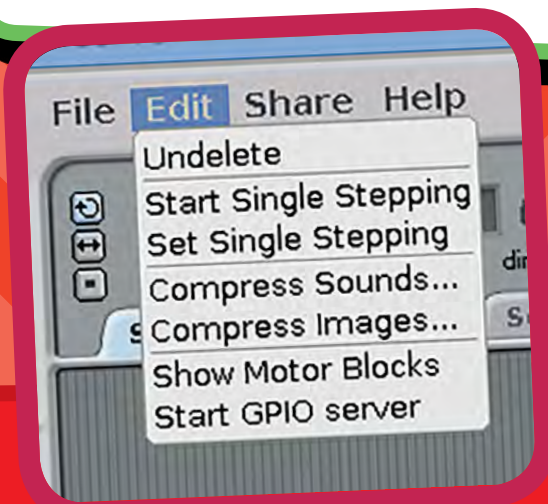 File Edit Share Help
Undelete
Start Single Stepping
Set Single Stepping
Compress Sounds...
Compress Images...
Show Motor Blocks
Start GPIO server